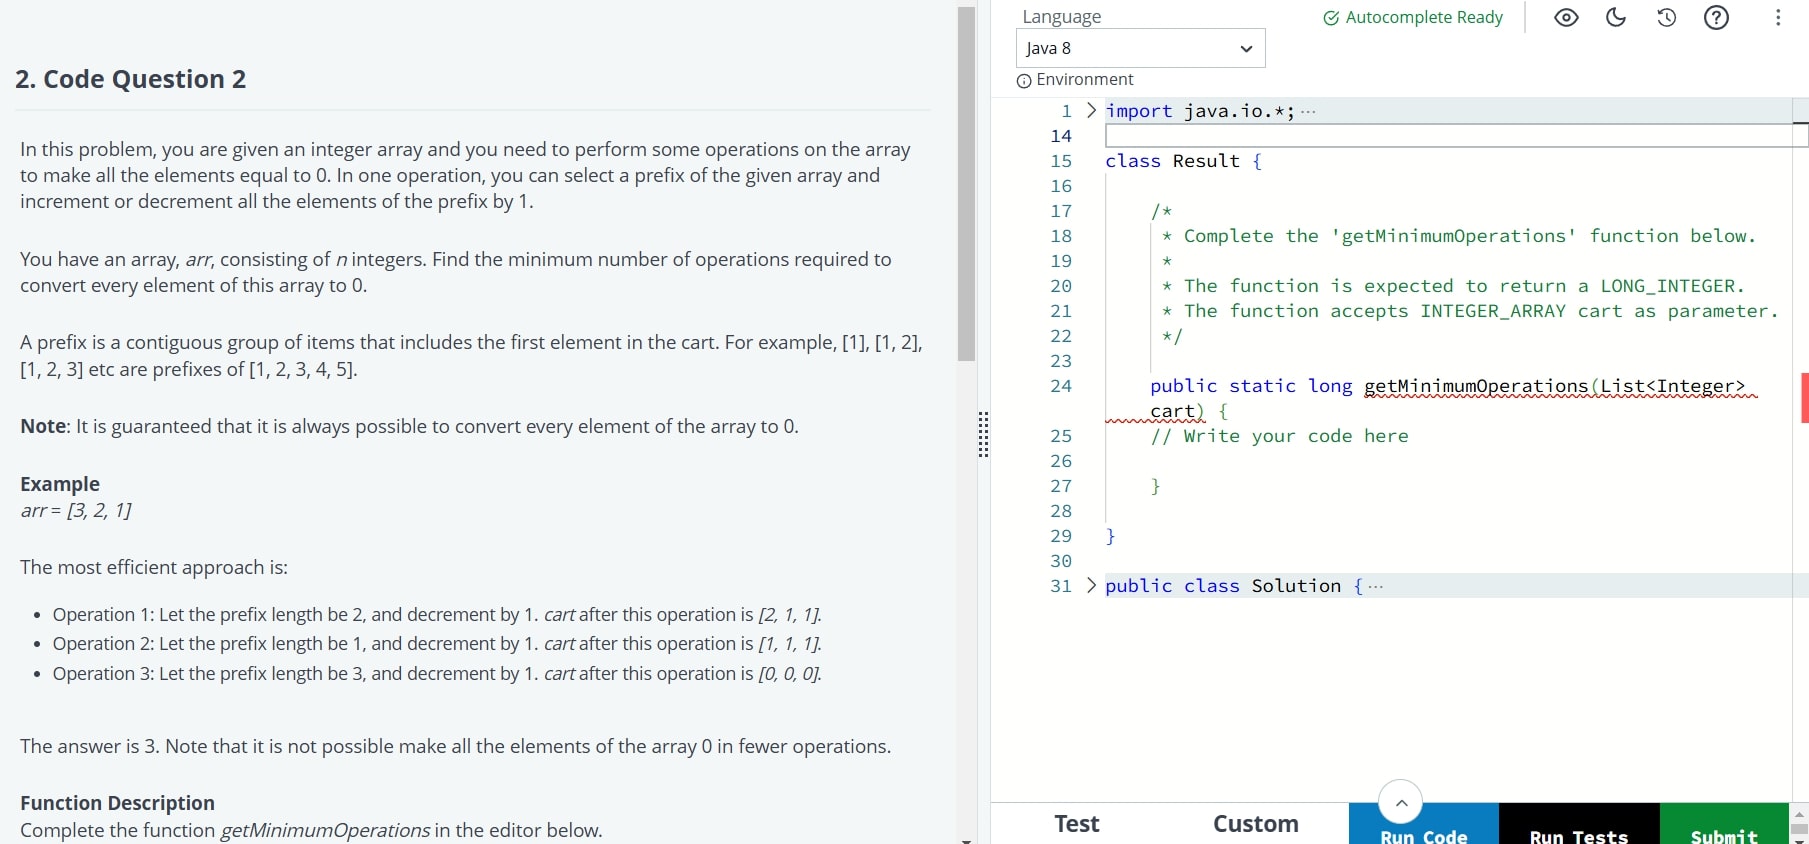 2. Code Question 2
In this problem, you are given an integer array and you need to perform some operations on the array
to make all the elements equal to 0. In one operation, you can select a prefix of the given array and
increment or decrement all the elements of the prefix by 1.
You have an array, arr, consisting of n integers. Find the minimum number of operations required to
convert every element of this array to 0.
A prefix is a contiguous group of items that includes the first element in the cart. For example, [1], [1, 2],
[1, 2, 3] etc are prefixes of [1, 2, 3, 4, 5].
Note: It is guaranteed that it is always possible to convert every element of the array to 0.
Example
arr = [3, 2, 1]
The most efficient approach is:
• Operation 1: Let the prefix length be 2, and decrement by 1. cart after this operation is [2, 1, 1].
• Operation 2: Let the prefix length be 1, and decrement by 1. cart after this operation is [1, 1, 1].
• Operation 3: Let the prefix length be 3, and decrement by 1. cart after this operation is [0, 0, 0].
The answer is 3. Note that it is not possible make all the elements of the array 0 in fewer operations.
Function Description
Complete the function getMinimumOperations in the editor below.
Language
Autocomplete Ready
Java 8
Environment
1 import java.io.*;···
14
15 class Result {
16
17 /*
18 * Complete the 'getMinimumOperations' function below.
19 *
20 * The function is expected to return a LONG_INTEGER.
21 * The function accepts INTEGER_ARRAY cart as parameter.
22 */
23
24 public static long getMinimumOperations(List<Integer>
cart) {
25 // Write your code here
26
27 }
28
29 }
30
31 public class Solution {···
Test
Custom
Run Code
Run Tests
Submit